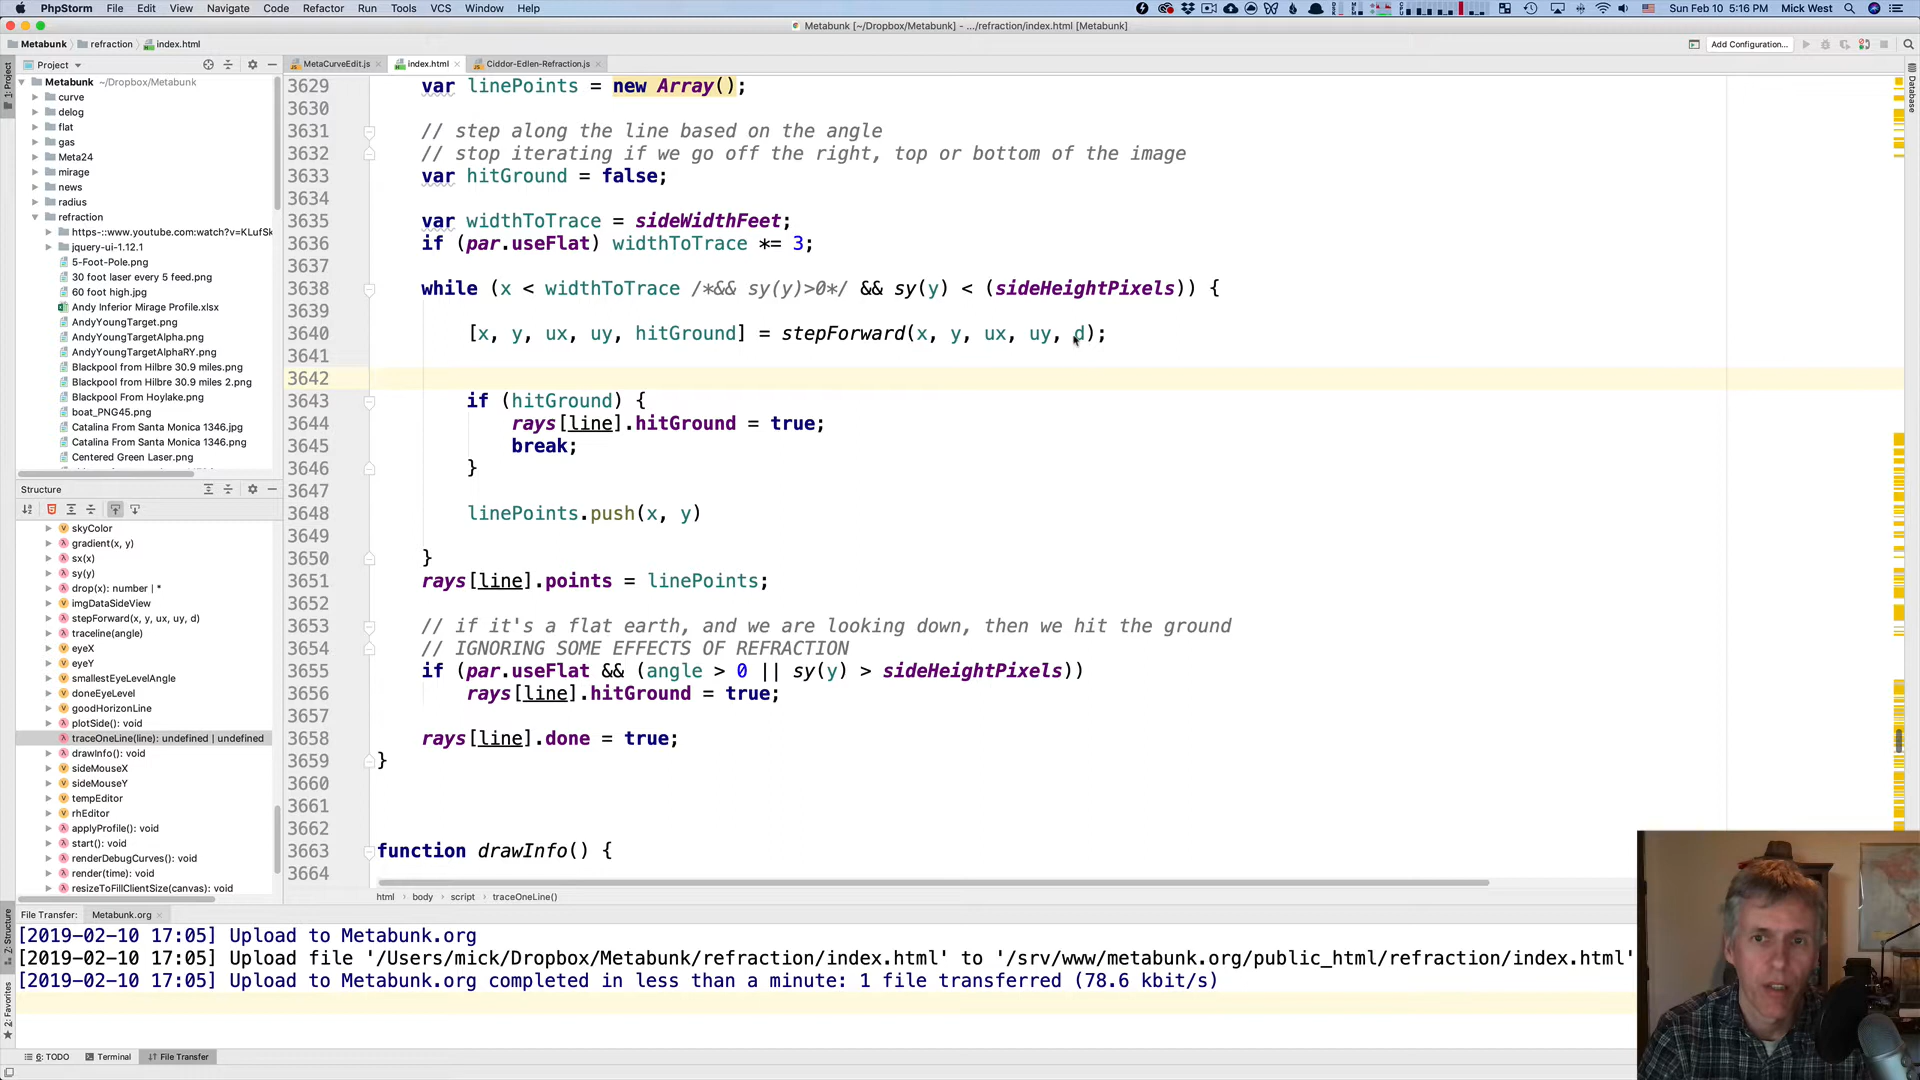 PhpStorm File Edit View Navigate Code Refactor Run Tools VCS Window Help Sun Feb 10 5:16 PM Mick West
Metabunk [~/Dropbox/Metabunk] - .../refraction/index.html [Metabunk]
Metabunk refraction index.html Add Configuration...
Project
MetaCurveEdit.js index.html Ciddor-Edlen-Refraction.js
1: Project
Database
Metabunk ~/Dropbox/Metabunk
curve
delog
flat
gas
Meta24
mirage
news
radius
refraction
https-::www.youtube.com:watch?v=KLufSk
jquery-ui-1.12.1
5-Foot-Pole.png
30 foot laser every 5 feed.png
60 foot high.jpg
Andy Inferior Mirage Profile.xlsx
AndyYoungTarget.png
AndyYoungTargetAlpha.png
AndyYoungTargetAlphaRY.png
Blackpool from Hilbre 30.9 miles.png
Blackpool from Hilbre 30.9 miles 2.png
Blackpool From Hoylake.png
boat_PNG45.png
Catalina From Santa Monica 1346.jpg
Catalina From Santa Monica 1346.png
Centered Green Laser.png
Structure
skyColor
gradient(x, y)
sx(x)
sy(y)
drop(x): number | *
imgDataSideView
stepForward(x, y, ux, uy, d)
traceline(angle)
eyeX
eyeY
smallestEyeLevelAngle
doneEyeLevel
goodHorizonLine
plotSide(): void
traceOneLine(line): undefined | undefined
drawInfo(): void
sideMouseX
sideMouseY
tempEditor
rhEditor
applyProfile(): void
start(): void
renderDebugCurves(): void
render(time): void
resizeToFillClientSize(canvas): void
3629 var linePoints = new Array();
3630
3631 // step along the line based on the angle
3632 // stop iterating if we go off the right, top or bottom of the image
3633 var hitGround = false;
3634
3635 var widthToTrace = sideWidthFeet;
3636 if (par.useFlat) widthToTrace *= 3;
3637
3638 while (x < widthToTrace /*&& sy(y)>0*/ && sy(y) < (sideHeightPixels)) {
3639
3640 [x, y, ux, uy, hitGround] = stepForward(x, y, ux, uy, d);
3641
3642
3643 if (hitGround) {
3644 rays[line].hitGround = true;
3645 break;
3646 }
3647
3648 linePoints.push(x, y)
3649
3650 }
3651 rays[line].points = linePoints;
3652
3653 // if it's a flat earth, and we are looking down, then we hit the ground
3654 // IGNORING SOME EFFECTS OF REFRACTION
3655 if (par.useFlat && (angle > 0 || sy(y) > sideHeightPixels))
3656 rays[line].hitGround = true;
3657
3658 rays[line].done = true;
3659 }
3660
3661
3662
3663 function drawInfo() {
3664
html body script traceOneLine()
File Transfer: Metabunk.org
[2019-02-10 17:05] Upload to Metabunk.org
[2019-02-10 17:05] Upload file '/Users/mick/Dropbox/Metabunk/refraction/index.html' to '/srv/www/metabunk.org/public_html/refraction/index.html'
[2019-02-10 17:05] Upload to Metabunk.org completed in less than a minute: 1 file transferred (78.6 kbit/s)
7: Structure
2: Favorites
6: TODO Terminal File Transfer